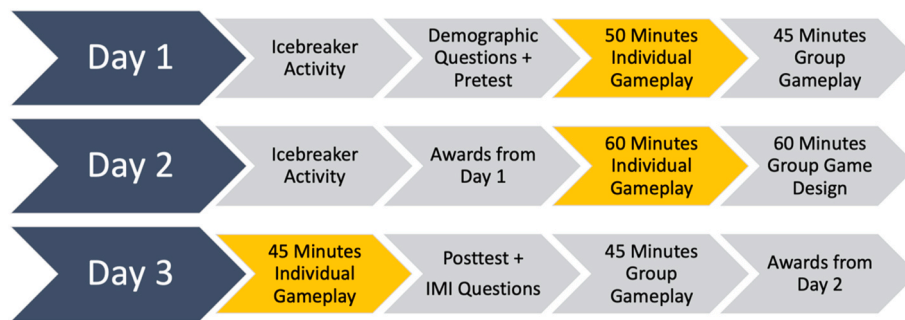 Day 1
Icebreaker
Activity
Demographic
Questions +
Pretest
50 Minutes
Individual
Gameplay
45 Minutes
Group
Gameplay
Day 2
Icebreaker
Activity
Awards from
Day 1
60 Minutes
Individual
Gameplay
60 Minutes
Group Game
Design
Day 3
45 Minutes
Individual
Gameplay
Posttest +
IMI Questions
45 Minutes
Group
Gameplay
Awards from
Day 2